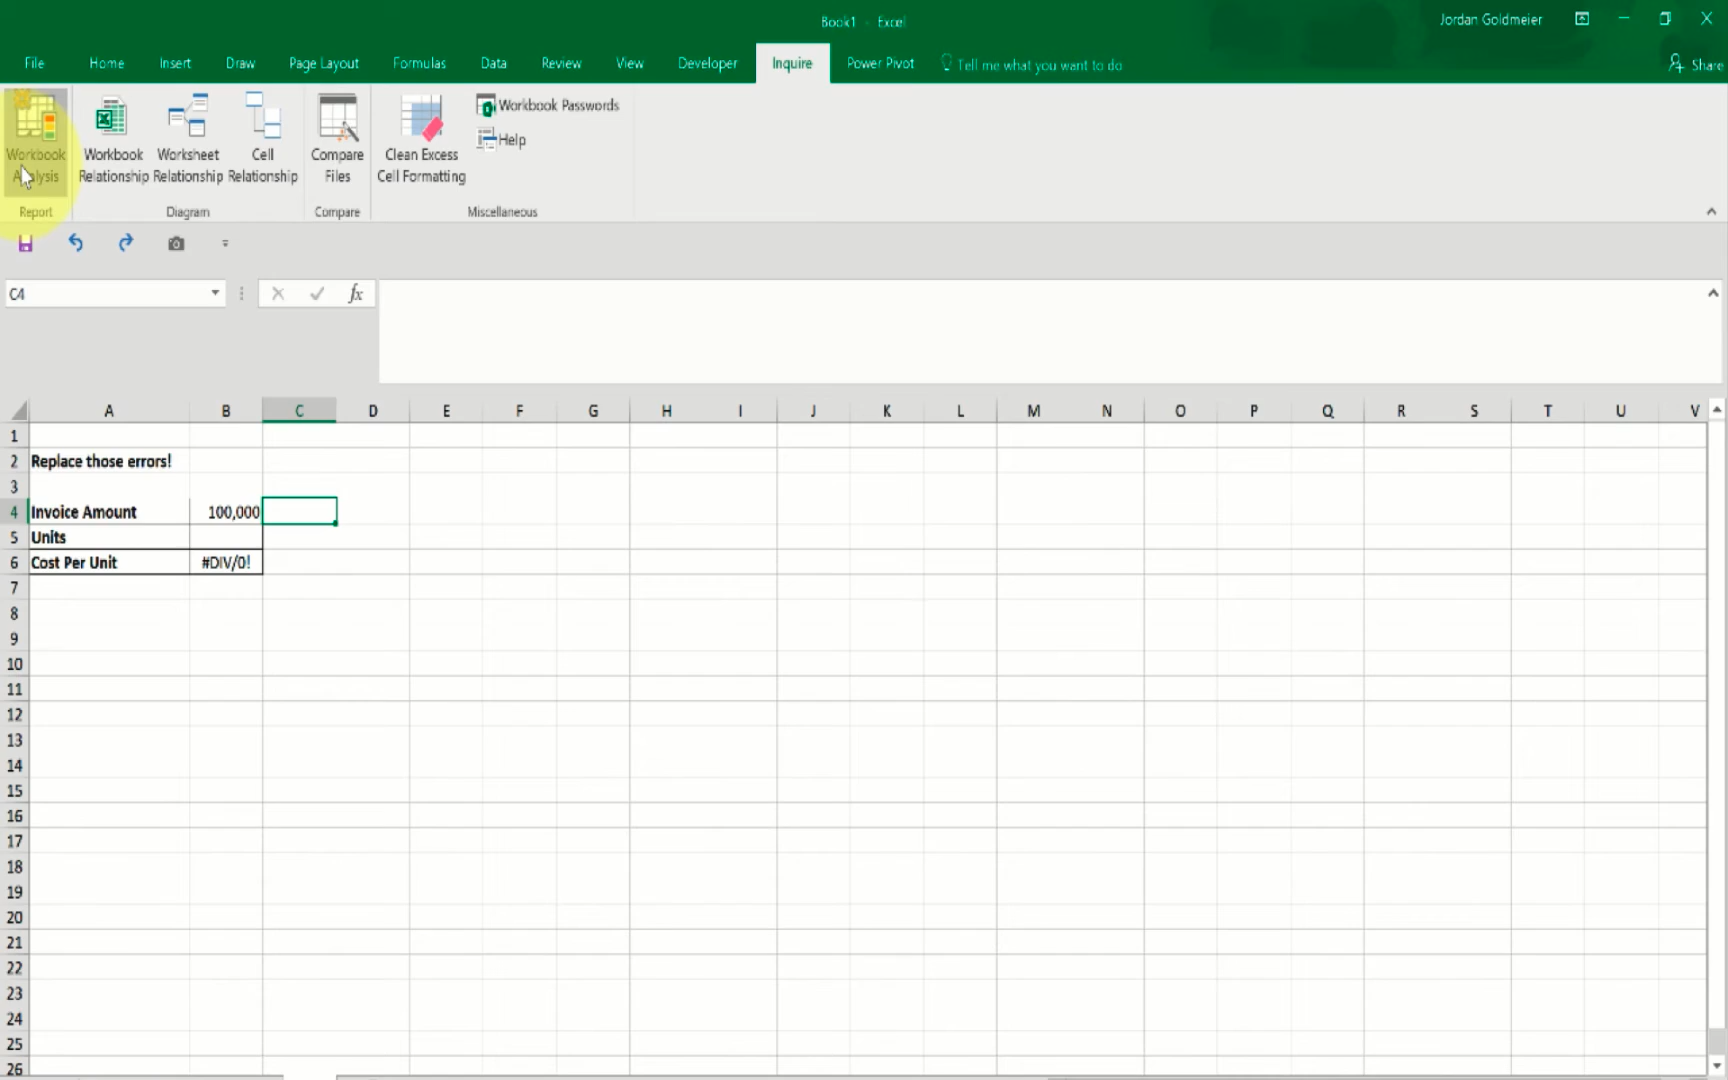 Book1 - Excel
Jordan Goldmeier
File Home Insert Draw Page Layout Formulas Data Review View Developer Inquire Power Pivot Tell me what you want to do Share
Workbook Analysis
Workbook Relationship
Worksheet Relationship
Cell Relationship
Compare Files
Clean Excess Cell Formatting
Workbook Passwords
Help
Report Diagram Compare Miscellaneous
C4 fx
A B C D E F G H I J K L M N O P Q R S T U V
1
2 Replace those errors!
3
4 Invoice Amount 100,000
5 Units
6 Cost Per Unit #DIV/0!
7
8
9
10
11
12
13
14
15
16
17
18
19
20
21
22
23
24
25
26